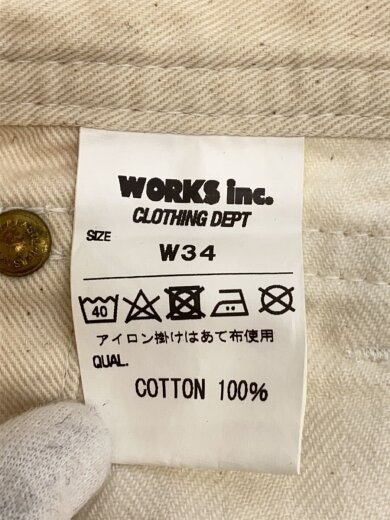 WORKS inc.
CLOTHING DEPT
SIZE
W34
40
アイロン掛けはあて布使用
QUAL.
COTTON 100%